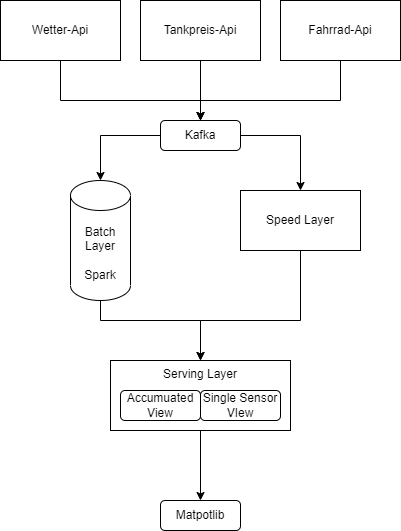 Wetter-Api
Tankpreis-Api
Fahrrad-Api
Kafka
Batch
Layer
Spark
Speed Layer
Serving Layer
Accumuated
View
Single Sensor
VIew
Matpotlib